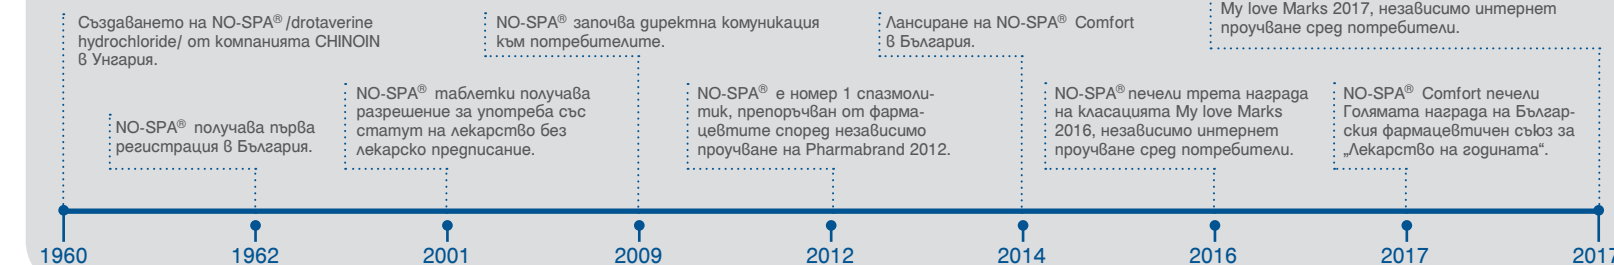 Създаването на NO-SPA® /drotaverine
hydrochloride/ от компанията CHINOIN
в Унгария.
NO-SPA® получава първа
регистрация в България.
NO-SPA® таблетки получава
разрешение за употреба със
статут на лекарство без
лекарско предписание.
NO-SPA® започва директна комуникация
към потребителите.
NO-SPA® е номер 1 спазмоли-
тик, препоръчван от фарма-
цевтите според независимо
проучване на Pharmabrand 2012.
Лансиране на NO-SPA® Comfort
в България.
NO-SPA® печели трета награда
на класацията My love Marks
2016, независимо интернет
проучване сред потребители.
NO-SPA® Comfort печели
Голямата награда на Българ-
ския фармацевтичен съюз за
„Лекарство на годината“.
My love Marks 2017, независимо интернет
проучване сред потребители.
1960 1962 2001 2009 2012 2014 2016 2017 2017